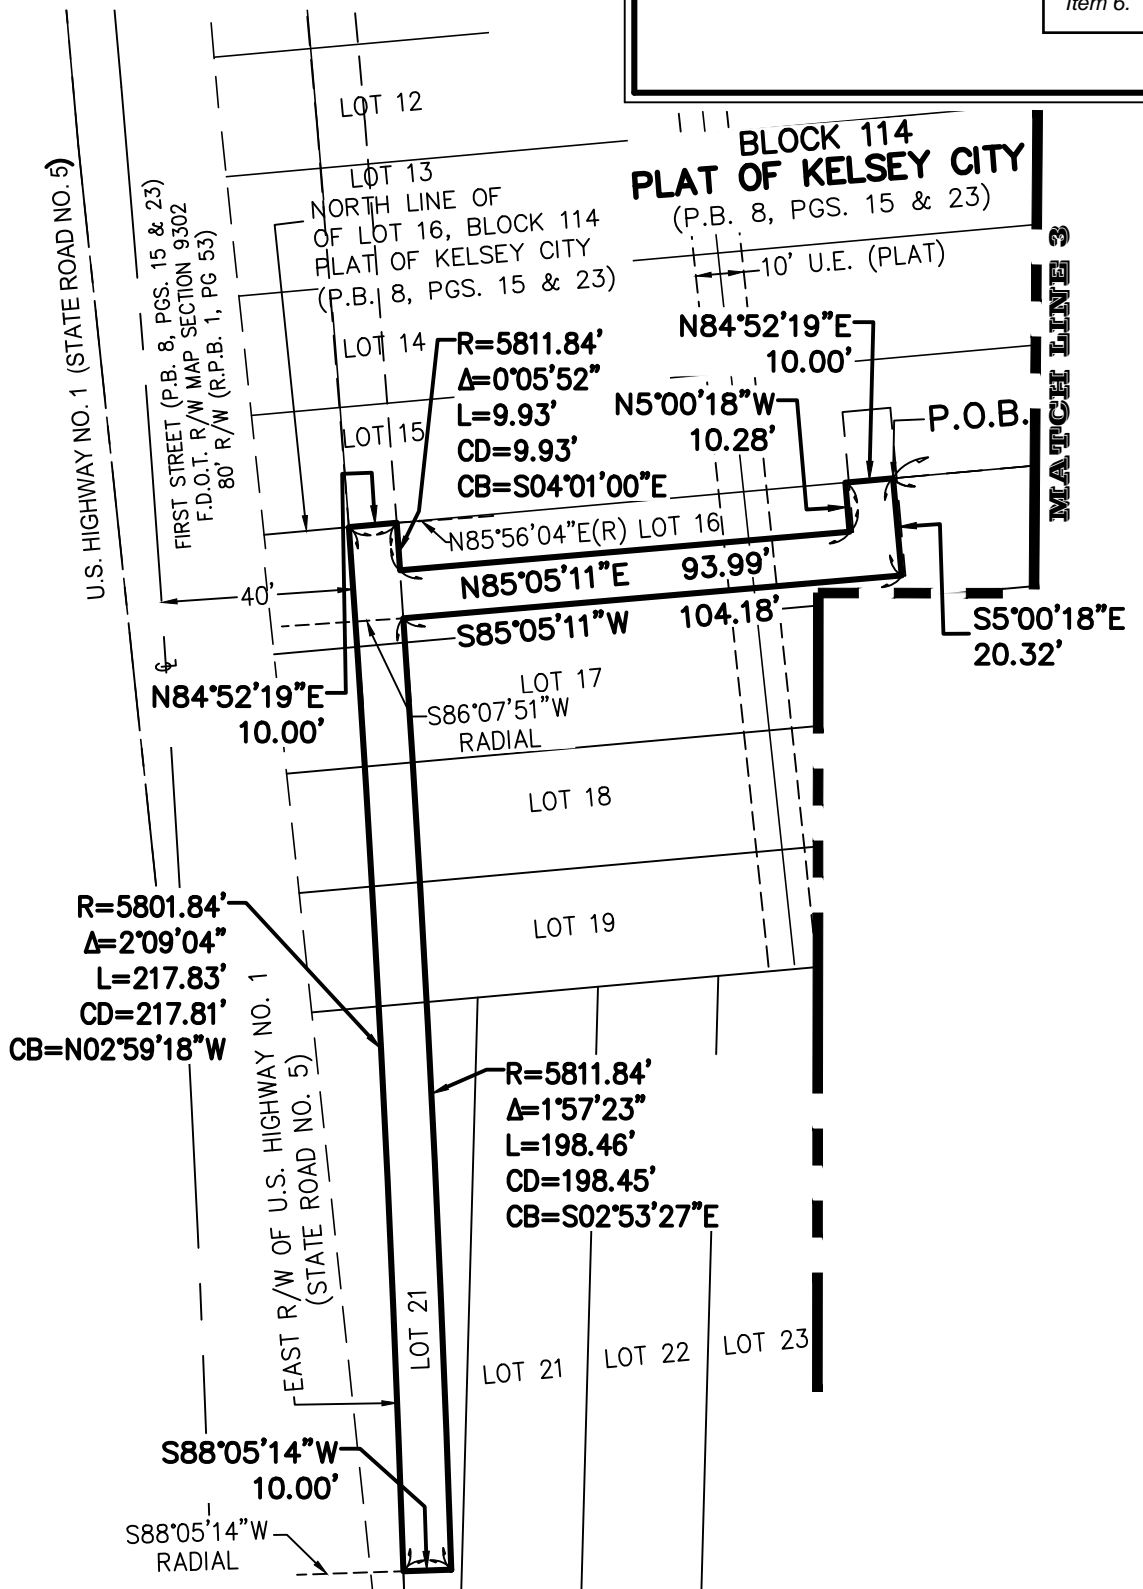 Item 6.
LOT 12
BLOCK 114
PLAT OF KELSEY CITY
(P.B. 8, PGS. 15 & 23)
LOT 13
NORTH LINE OF
OF LOT 16, BLOCK 114
PLAT OF KELSEY CITY
(P.B. 8, PGS. 15 & 23)
10' U.E. (PLAT)
MATCH LINE 3
U.S. HIGHWAY NO. 1 (STATE ROAD NO. 5)
FIRST STREET (P.B. 8, PGS. 15 & 23)
F.D.O.T. R/W MAP SECTION 9302
80' R/W (R.P.B. 1, PG 53)
LOT 14
R=5811.84'
Δ=0°05'52"
L=9.93'
CD=9.93'
CB=S04°01'00"E
N84°52'19"E
10.00'
N5°00'18"W
10.28'
P.O.B.
LOT 15
N85°56'04"E(R) LOT 16
N85°05'11"E 93.99'
S85°05'11"W 104.18'
40'
S5°00'18"E
20.32'
℄
N84°52'19"E
10.00'
LOT 17
S86°07'51"W
RADIAL
LOT 18
LOT 19
R=5801.84'
Δ=2°09'04"
L=217.83'
CD=217.81'
CB=N02°59'18"W
R=5811.84'
Δ=1°57'23"
L=198.46'
CD=198.45'
CB=S02°53'27"E
EAST R/W OF U.S. HIGHWAY NO. 1
(STATE ROAD NO. 5)
LOT 21
LOT 21
LOT 22
LOT 23
S88°05'14"W
10.00'
S88°05'14"W
RADIAL